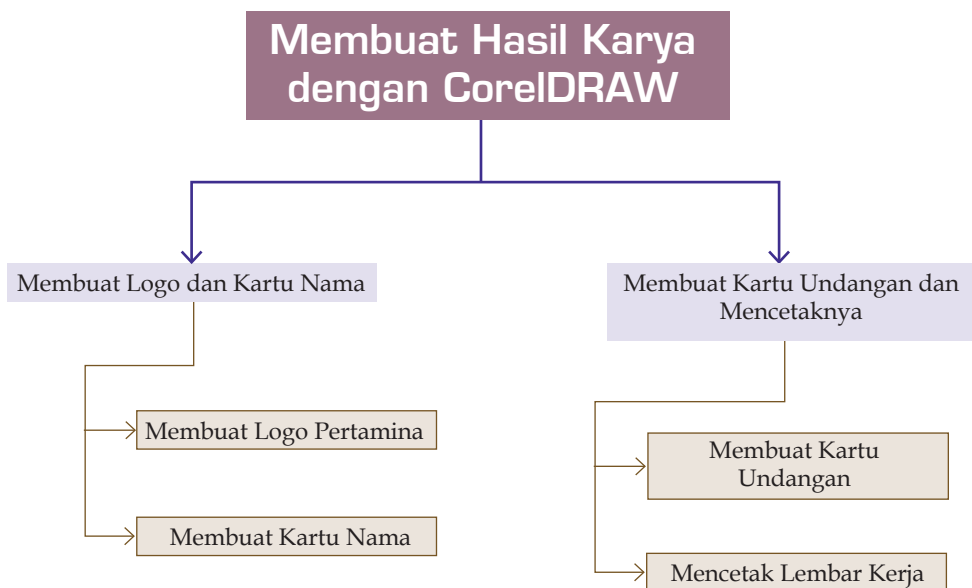 Membuat Hasil Karya
dengan CorelDRAW
Membuat Logo dan Kartu Nama
Membuat Logo Pertamina
Membuat Kartu Nama
Membuat Kartu Undangan dan
Mencetaknya
Membuat Kartu
Undangan
Mencetak Lembar Kerja